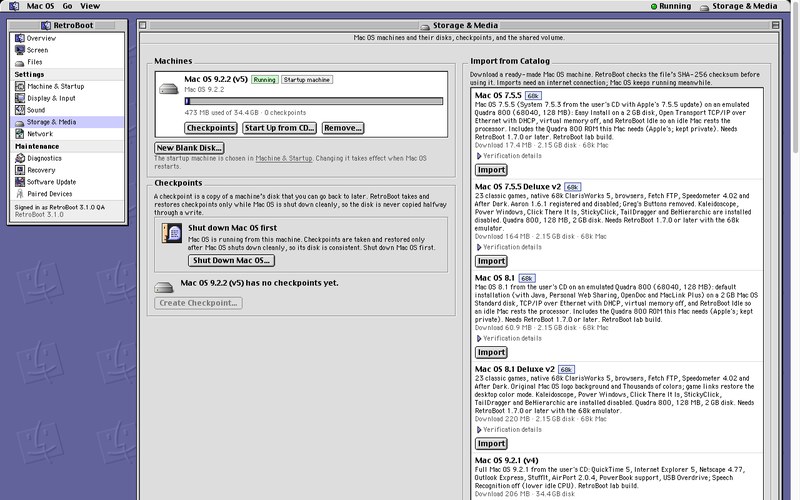 Mac OS Go View
Running Storage & Media
RetroBoot
Overview
Screen
Files
Settings
Machine & Startup
Display & Input
Sound
Storage & Media
Network
Maintenance
Diagnostics
Recovery
Software Update
Paired Devices
Signed in as RetroBoot 3.1.0 QA
RetroBoot 3.1.0
Storage & Media
Mac OS machines and their disks, checkpoints, and the shared volume.
Machines
Mac OS 9.2.2 (v5) Running Startup machine
Mac OS 9.2.2
473 MB used of 34.4GB · 0 checkpoints
Checkpoints Start Up from CD... Remove...
New Blank Disk...
The startup machine is chosen in Machine & Startup. Changing it takes effect when Mac OS
restarts.
Checkpoints
A checkpoint is a copy of a machine's disk that you can go back to later. RetroBoot takes and
restores checkpoints only while Mac OS is shut down cleanly, so the disk is never copied halfway
through a write.
Shut down Mac OS first
Mac OS is running from this machine. Checkpoints are taken and restored only
after Mac OS shuts down cleanly, so its disk is consistent. Shut down Mac OS first.
Shut Down Mac OS...
Mac OS 9.2.2 (v5) has no checkpoints yet.
Create Checkpoint...
Import from Catalog
Download a ready-made Mac OS machine. RetroBoot checks the file's SHA-256 checksum before
using it. Imports need an internet connection; Mac OS keeps running meanwhile.
Mac OS 7.5.5 68k
Mac OS 7.5.5 (System 7.5.3 from the user's CD with Apple's 7.5.5 update) on an emulated
Quadra 800 (68040, 128 MB): Easy Install on a 2 GB disk, Open Transport TCP/IP over
Ethernet with DHCP, virtual memory off, and RetroBoot Idle so an idle Mac rests the
processor. Includes the Quadra 800 ROM this Mac needs (Apple's; kept private). Needs
RetroBoot 1.7.0 or later. RetroBoot lab build.
Download 17.4 MB · 2.15 GB disk · 68k Mac
Verification details
Import
Mac OS 7.5.5 Deluxe v2 68k
23 classic games, native 68k ClarisWorks 5, browsers, Fetch FTP, Speedometer 4.02 and
After Dark. Aaron 1.6.1 registered and disabled; Greg's Buttons removed. Kaleidoscope,
Power Windows, Click There It Is, StickyClick, TailDragger and BeHierarchic are installed
disabled. Quadra 800, 128 MB, 2 GB disk. Needs RetroBoot 1.7.0 or later with the 68k
emulator.
Download 164 MB · 2.15 GB disk · 68k Mac
Verification details
Import
Mac OS 8.1 68k
Mac OS 8.1 from the user's CD on an emulated Quadra 800 (68040, 128 MB): default
installation (with Java, Personal Web Sharing, OpenDoc and MacLink Plus) on a 2 GB Mac OS
Standard disk, TCP/IP over Ethernet with DHCP, virtual memory off, and RetroBoot Idle so
an idle Mac rests the processor. Includes the Quadra 800 ROM this Mac needs (Apple's; kept
private). Needs RetroBoot 1.7.0 or later. RetroBoot lab build.
Download 60.9 MB · 2.15 GB disk · 68k Mac
Verification details
Import
Mac OS 8.1 Deluxe v2 68k
23 classic games, native 68k ClarisWorks 5, browsers, Fetch FTP, Speedometer 4.02 and
After Dark. Original Mac OS logo background and Thousands of colors; game links restore the
desktop color mode. Kaleidoscope, Power Windows, Click There It Is, StickyClick,
TailDragger and BeHierarchic are installed disabled. Quadra 800, 128 MB, 2 GB disk. Needs
RetroBoot 1.7.0 or later with the 68k emulator.
Download 220 MB · 2.15 GB disk · 68k Mac
Verification details
Import
Mac OS 9.2.1 (v4)
Full Mac OS 9.2.1 from the user's CD: QuickTime 5, Internet Explorer 5, Netscape 4.77,
Outlook Express, StuffIt, AirPort 2.0.4, PowerBook support, USB Overdrive; Speech
Recognition off (lower idle CPU). RetroBoot lab build.
Download 206 MB · 34.4GB disk